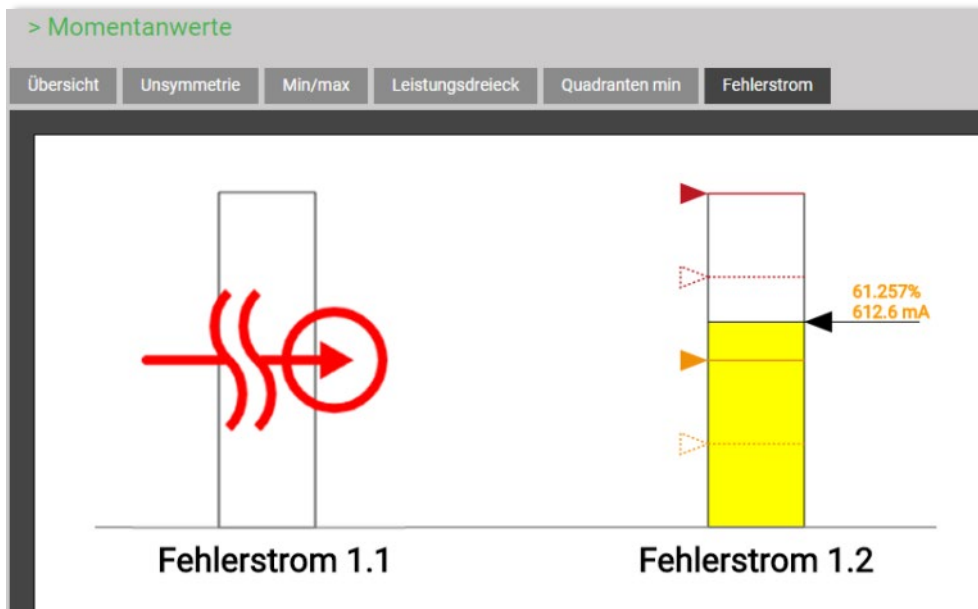 > Momentanwerte
Übersicht Unsymmetrie Min/max Leistungsdreieck Quadranten min Fehlerstrom
61.257%
612.6 mA
Fehlerstrom 1.1 Fehlerstrom 1.2